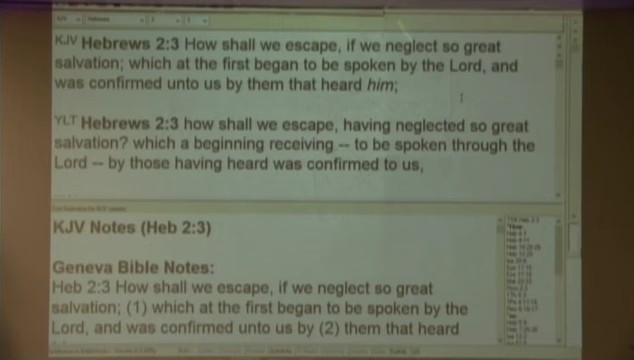 KJV Hebrews 2:3 How shall we escape, if we neglect so great
salvation; which at the first began to be spoken by the Lord, and
was confirmed unto us by them that heard him;
YLT Hebrews 2:3 how shall we escape, having neglected so great
salvation? which a beginning receiving -- to be spoken through the
Lord -- by those having heard was confirmed to us,
KJV Notes (Heb 2:3)
Geneva Bible Notes:
Heb 2:3 How shall we escape, if we neglect so great
salvation; (1) which at the first began to be spoken by the
Lord, and was confirmed unto us by (2) them that heard